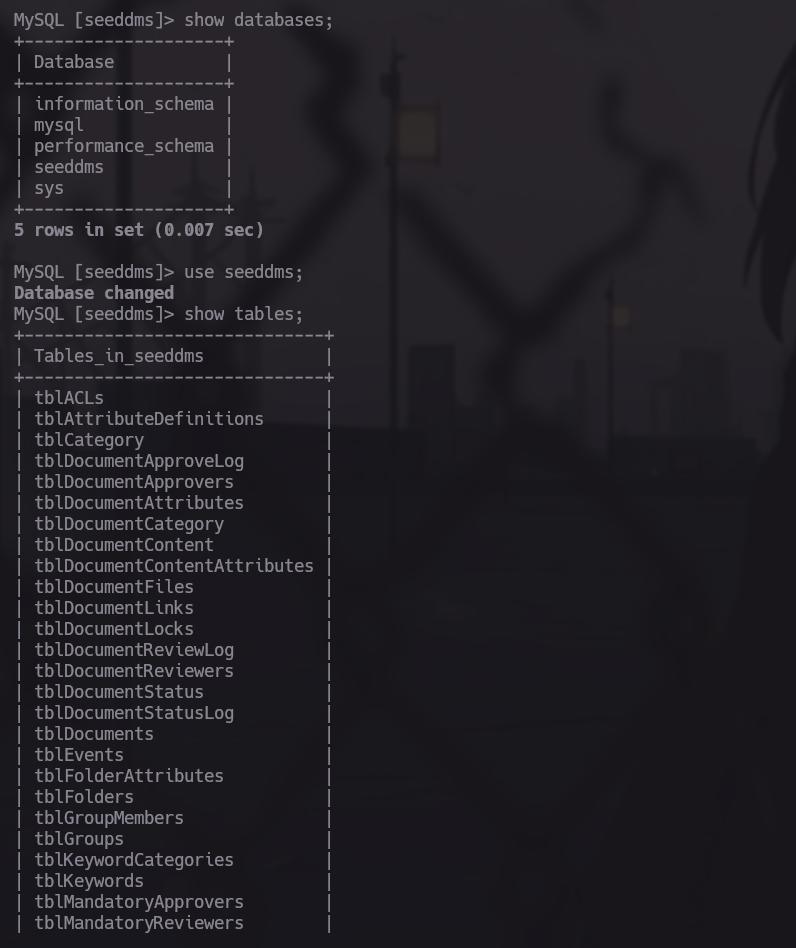 MySQL [seeddms]> show databases;
+--------------------+
| Database           |
+--------------------+
| information_schema |
| mysql              |
| performance_schema |
| seeddms            |
| sys                |
+--------------------+
5 rows in set (0.007 sec)

MySQL [seeddms]> use seeddms;
Database changed
MySQL [seeddms]> show tables;
+------------------------------+
| Tables_in_seeddms            |
+------------------------------+
| tblACLs                      |
| tblAttributeDefinitions      |
| tblCategory                  |
| tblDocumentApproveLog        |
| tblDocumentApprovers         |
| tblDocumentAttributes        |
| tblDocumentCategory          |
| tblDocumentContent           |
| tblDocumentContentAttributes |
| tblDocumentFiles             |
| tblDocumentLinks             |
| tblDocumentLocks             |
| tblDocumentReviewLog         |
| tblDocumentReviewers         |
| tblDocumentStatus            |
| tblDocumentStatusLog         |
| tblDocuments                 |
| tblEvents                    |
| tblFolderAttributes          |
| tblFolders                   |
| tblGroupMembers              |
| tblGroups                    |
| tblKeywordCategories         |
| tblKeywords                  |
| tblMandatoryApprovers        |
| tblMandatoryReviewers        |